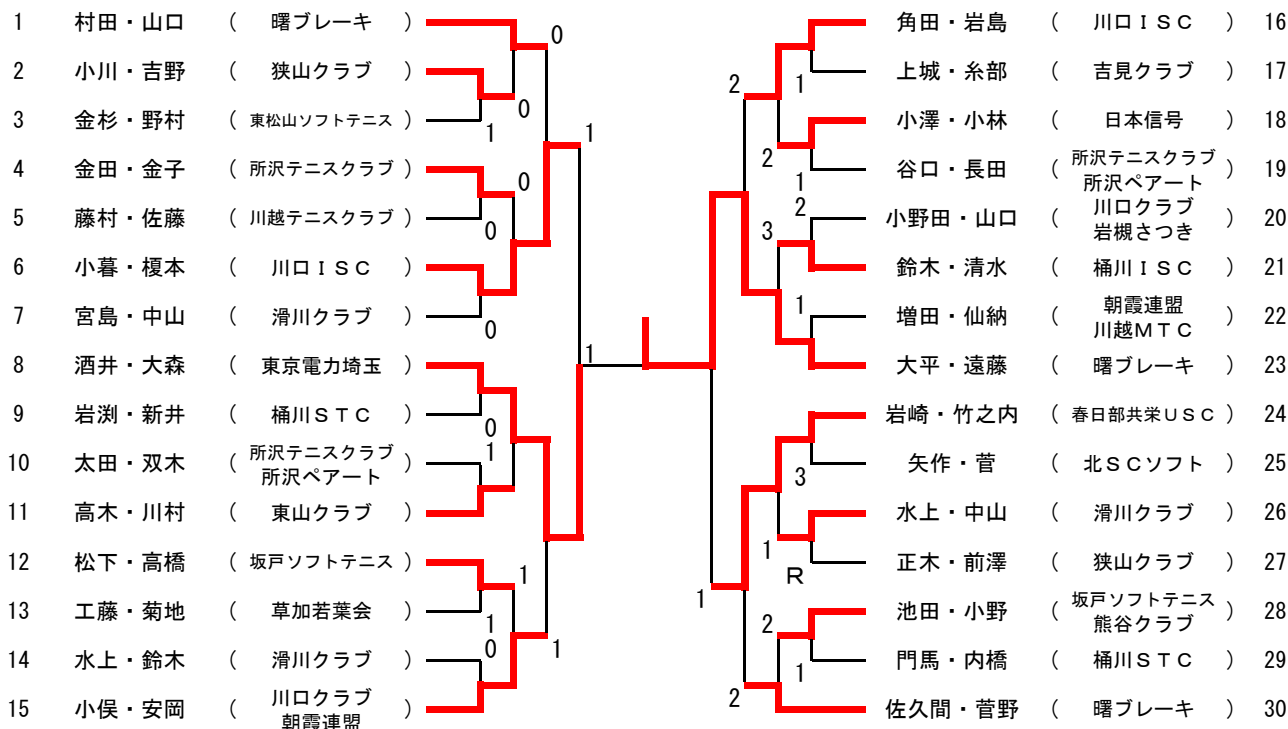 1 村田・山口 ( 曙ブレーキ )
2 小川・吉野 ( 狭山クラブ )
3 金杉・野村 ( 東松山ソフトテニス )
4 金田・金子 ( 所沢テニスクラブ )
5 藤村・佐藤 ( 川越テニスクラブ )
6 小暮・榎本 ( 川口ISC )
7 宮島・中山 ( 滑川クラブ )
8 酒井・大森 ( 東京電力埼玉 )
9 岩渕・新井 ( 桶川STC )
10 太田・双木 ( 所沢テニスクラブ
所沢ペアート )
11 高木・川村 ( 東山クラブ )
12 松下・高橋 ( 坂戸ソフトテニス )
13 工藤・菊地 ( 草加若葉会 )
14 水上・鈴木 ( 滑川クラブ )
15 小俣・安岡 ( 川口クラブ
朝霞連盟 )
0
0
1
1
0
0
0
1
0
1
1
1
0
1
2
1
2
1
2
3
1
3
1
R
1
2
1
2
角田・岩島 ( 川口ISC ) 16
上城・糸部 ( 吉見クラブ ) 17
小澤・小林 ( 日本信号 ) 18
谷口・長田 ( 所沢テニスクラブ
所沢ペアート ) 19
小野田・山口 ( 川口クラブ
岩槻さつき ) 20
鈴木・清水 ( 桶川ISC ) 21
増田・仙納 ( 朝霞連盟
川越MTC ) 22
大平・遠藤 ( 曙ブレーキ ) 23
岩崎・竹之内 ( 春日部共栄USC ) 24
矢作・菅 ( 北SCソフト ) 25
水上・中山 ( 滑川クラブ ) 26
正木・前澤 ( 狭山クラブ ) 27
池田・小野 ( 坂戸ソフトテニス
熊谷クラブ ) 28
門馬・内橋 ( 桶川STC ) 29
佐久間・菅野 ( 曙ブレーキ ) 30